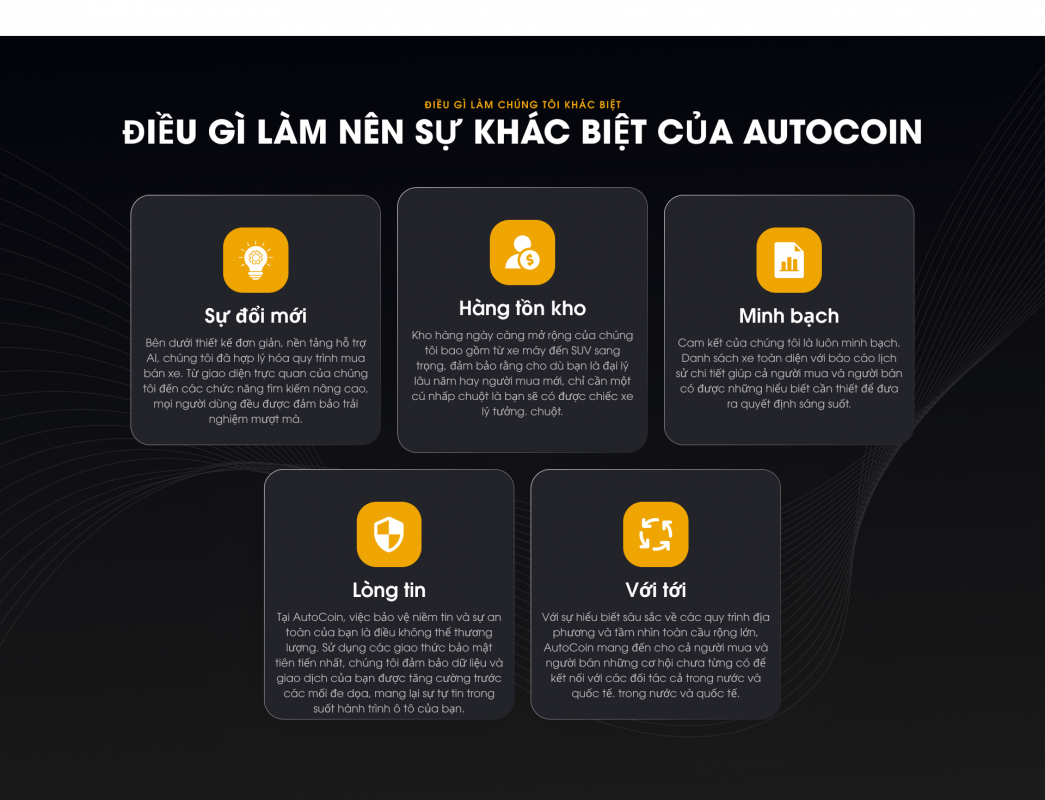 ĐIỀU GÌ LÀM CHÚNG TÔI KHÁC BIỆT
ĐIỀU GÌ LÀM NÊN SỰ KHÁC BIỆT CỦA AUTOCOIN
Sự đổi mới
Bên dưới thiết kế đơn giản, nền tảng hỗ trợ
AI, chúng tôi đã hợp lý hóa quy trình mua
bán xe. Từ giao diện trực quan của chúng
tôi đến các chức năng tìm kiếm nâng cao,
mọi người dùng đều được đảm bảo trải
nghiệm mượt mà.
Hàng tồn kho
Kho hàng ngày càng mở rộng của chúng
tôi bao gồm từ xe máy đến SUV sang
trọng, đảm bảo rằng cho dù bạn là đại lý
lâu năm hay người mua mới, chỉ cần một
cú nhấp chuột là bạn sẽ có được chiếc xe
lý tưởng. chuột.
Minh bạch
Cam kết của chúng tôi là luôn minh bạch.
Danh sách xe toàn diện với báo cáo lịch
sử chi tiết giúp cả người mua và người bán
có được những hiểu biết cần thiết để đưa
ra quyết định sáng suốt.
Lòng tin
Tại AutoCoin, việc bảo vệ niềm tin và sự an
toàn của bạn là điều không thể thương
lượng. Sử dụng các giao thức bảo mật
tiên tiến nhất, chúng tôi đảm bảo dữ liệu và
giao dịch của bạn được tăng cường trước
các mối đe dọa, mang lại sự tự tin trong
suốt hành trình ô tô của bạn.
Với tới
Với sự hiểu biết sâu sắc về các quy trình địa
phương và tầm nhìn toàn cầu rộng lớn,
AutoCoin mang đến cho cả người mua và
người bán những cơ hội chưa từng có để
kết nối với các đối tác cả trong nước và
quốc tế. trong nước và quốc tế.